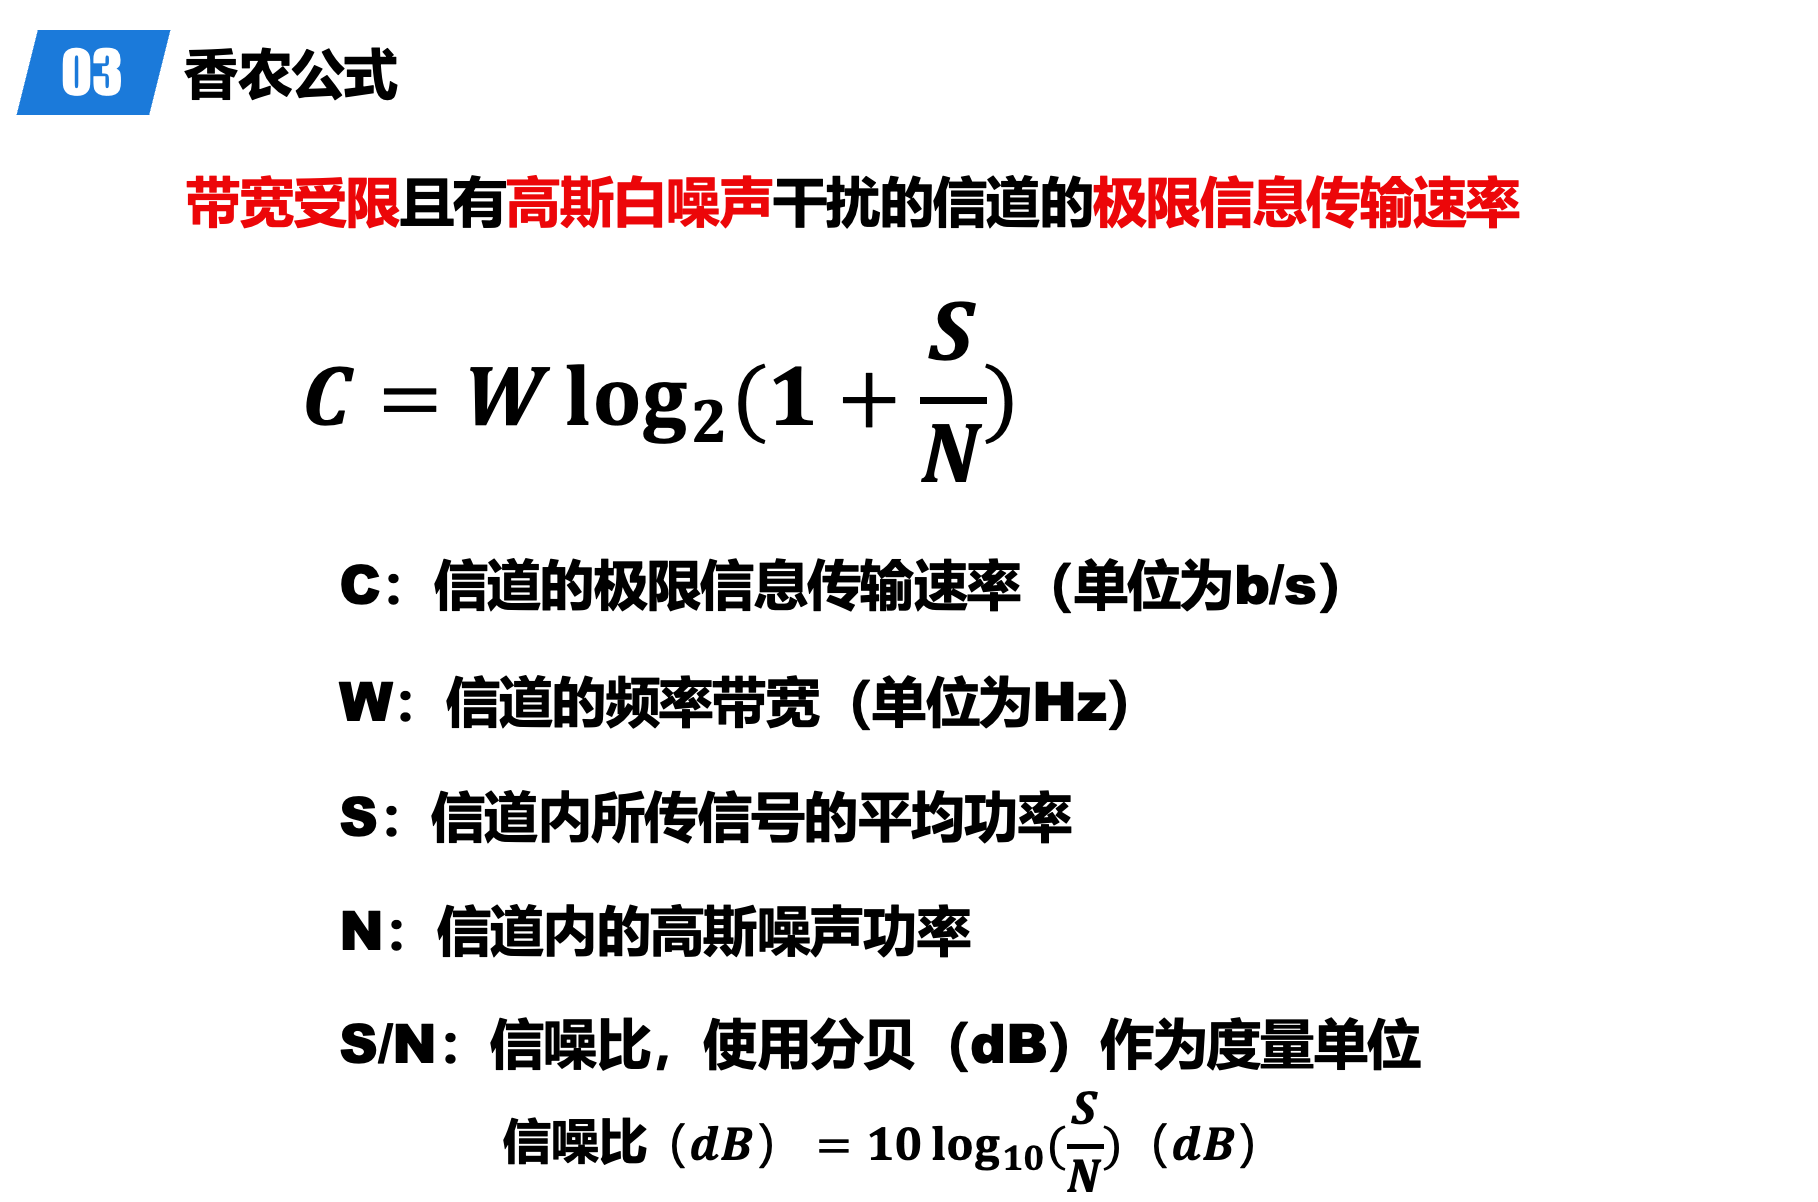 03 香农公式
带宽受限且有高斯白噪声干扰的信道的极限信息传输速率
C = W log₂(1 + S/N)
C：信道的极限信息传输速率（单位为b/s）
W：信道的频率带宽（单位为Hz）
S：信道内所传信号的平均功率
N：信道内的高斯噪声功率
S/N：信噪比，使用分贝（dB）作为度量单位
信噪比（dB） = 10 log₁₀(S/N)（dB）